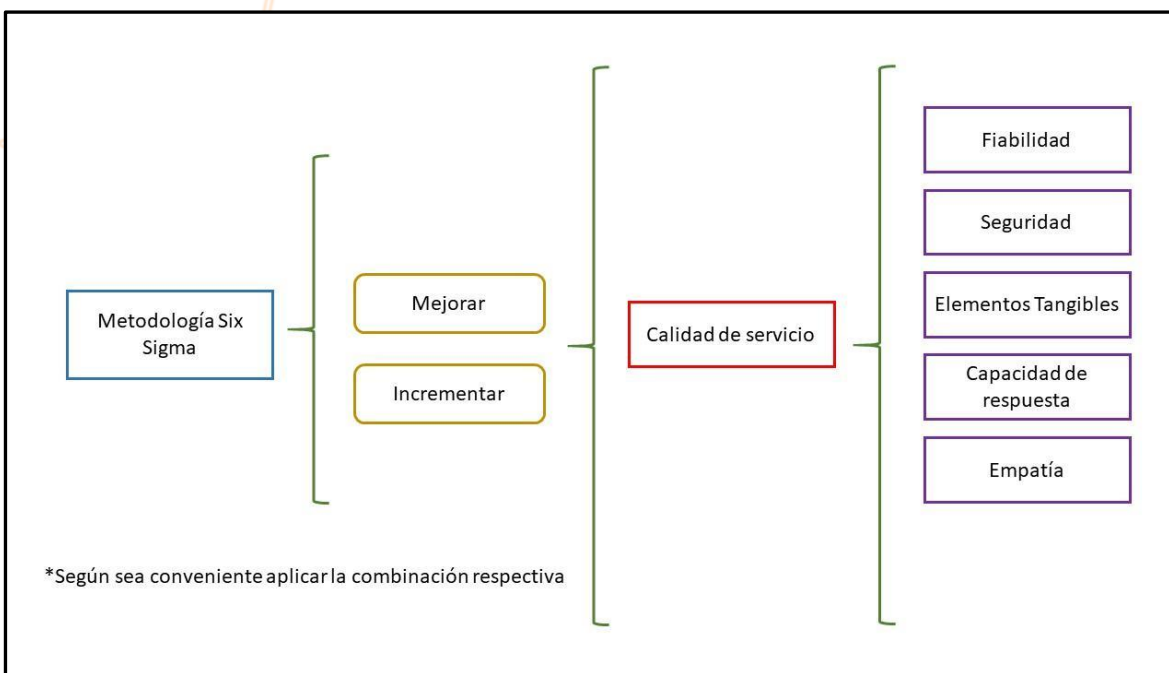 Metodología Six
Sigma
Mejorar
Incrementar
Calidad de servicio
Fiabilidad
Seguridad
Elementos Tangibles
Capacidad de
respuesta
Empatía
*Según sea conveniente aplicar la combinación respectiva